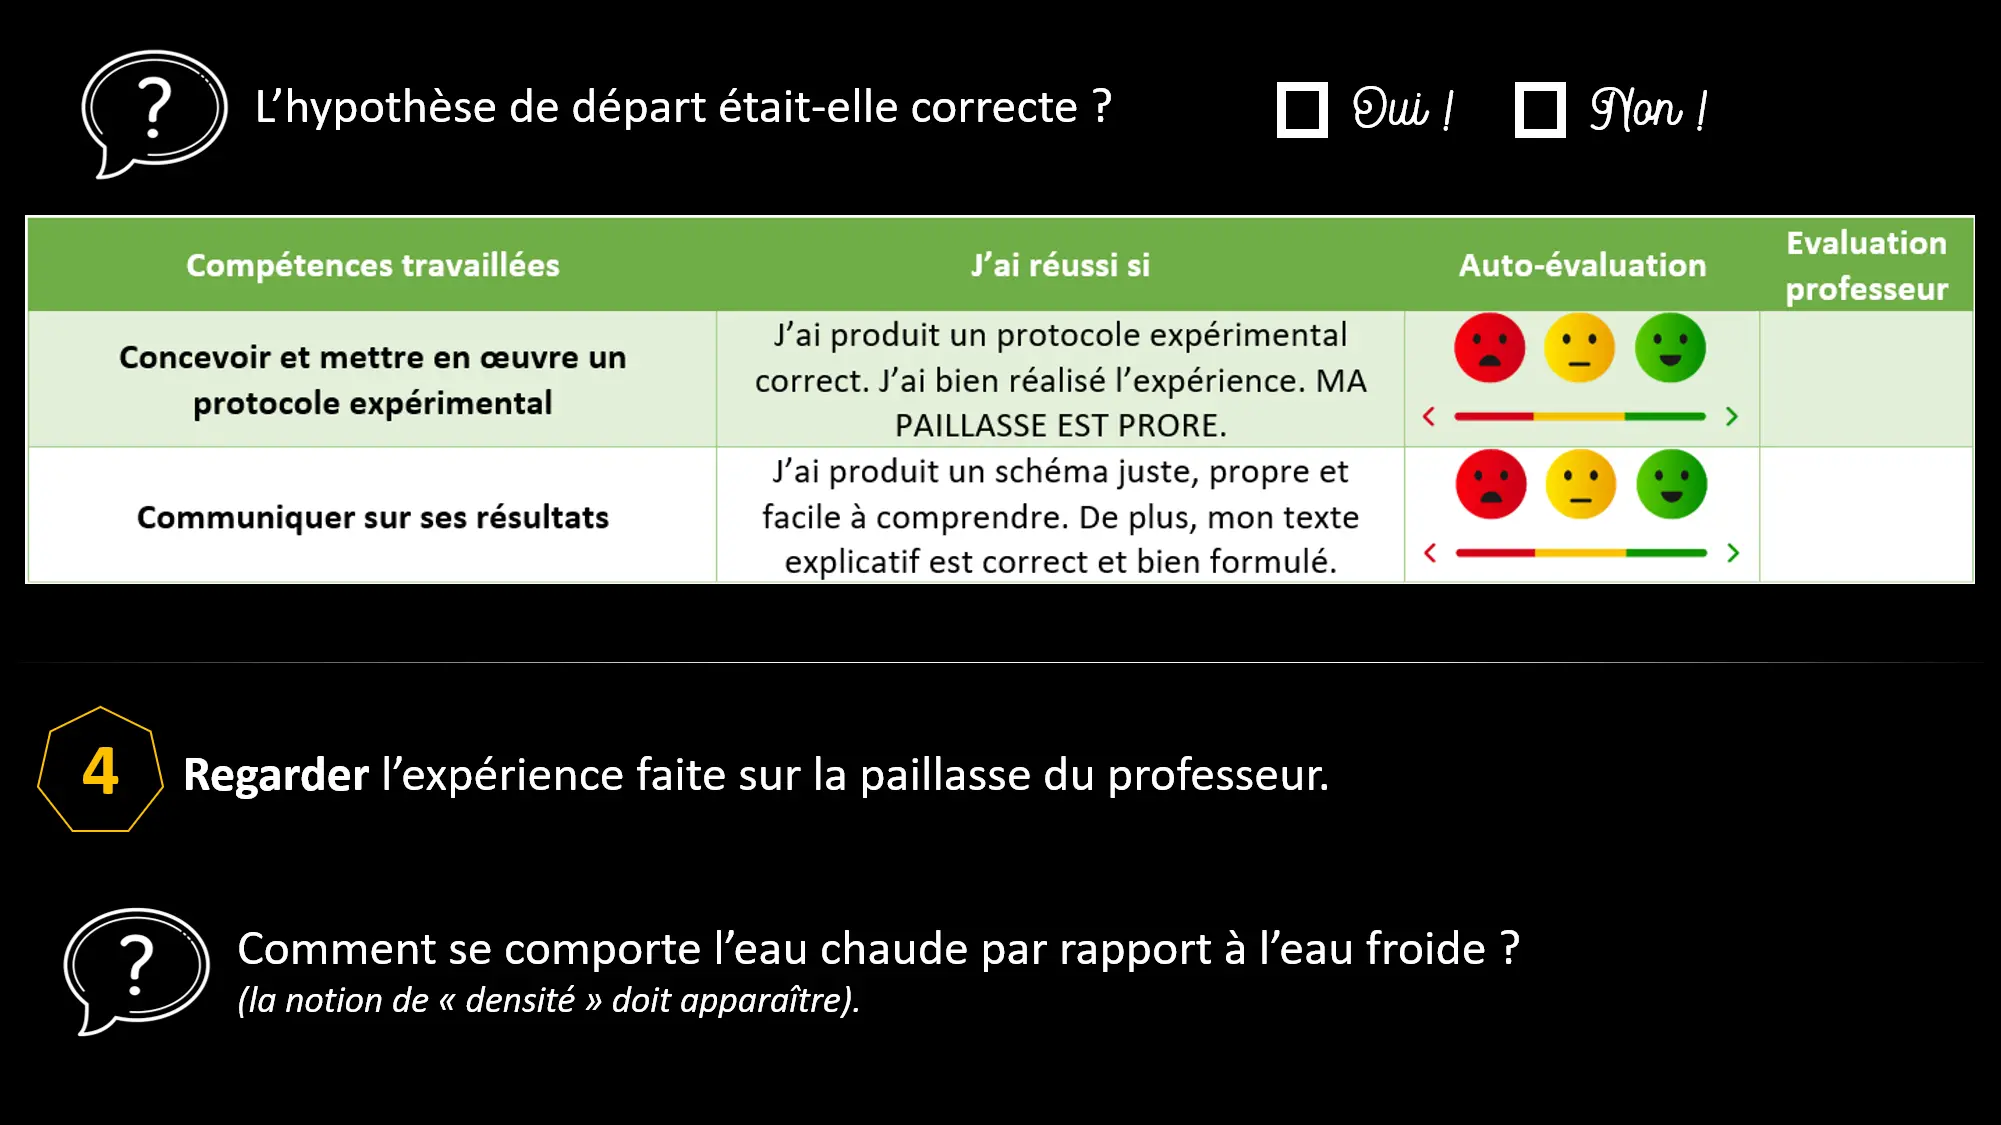 ?
L’hypothèse de départ était-elle correcte ?
Oui !
Non !
Compétences travaillées
J’ai réussi si
Auto-évaluation
Evaluation
professeur
Concevoir et mettre en œuvre un
protocole expérimental
J’ai produit un protocole expérimental
correct. J’ai bien réalisé l’expérience. MA
PAILLASSE EST PRORE.
Communiquer sur ses résultats
J’ai produit un schéma juste, propre et
facile à comprendre. De plus, mon texte
explicatif est correct et bien formulé.
4
Regarder l’expérience faite sur la paillasse du professeur.
?
Comment se comporte l’eau chaude par rapport à l’eau froide ?
(la notion de « densité » doit apparaître).